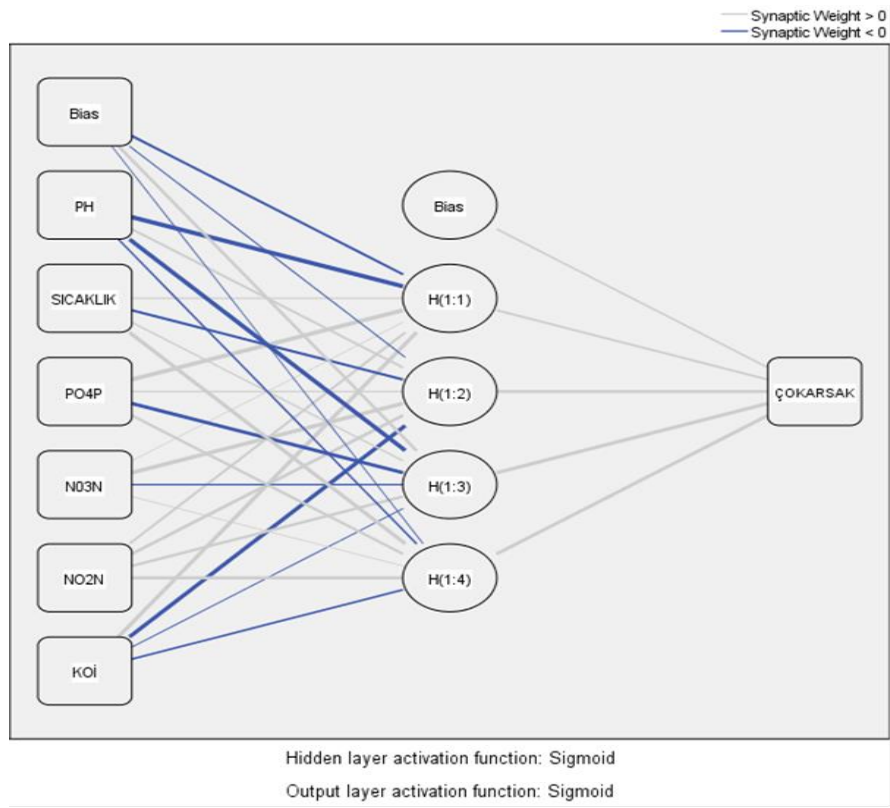 Synaptic Weight > 0
Synaptic Weight < 0
Bias
PH
SICAKLIK
PO4P
N03N
NO2N
KOİ
Bias
H(1:1)
H(1:2)
H(1:3)
H(1:4)
ÇOKARSAK
Hidden layer activation function: Sigmoid
Output layer activation function: Sigmoid